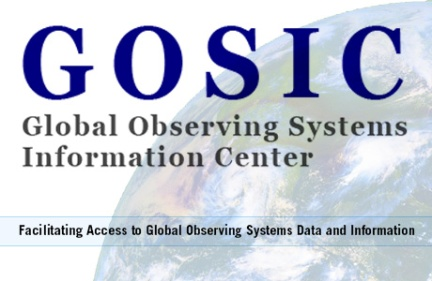 GOSIC
Global Observing Systems
Information Center
Facilitating Access to Global Observing Systems Data and Information